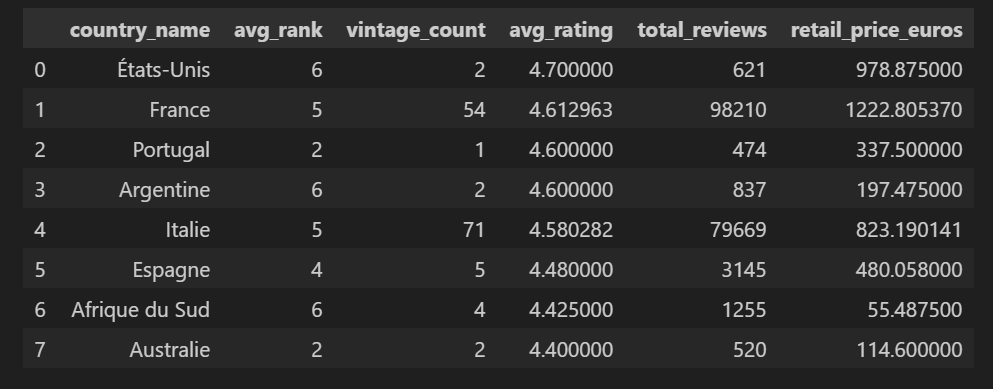 country_name avg_rank vintage_count avg_rating total_reviews retail_price_euros
0 États-Unis 6 2 4.700000 621 978.875000
1 France 5 54 4.612963 98210 1222.805370
2 Portugal 2 1 4.600000 474 337.500000
3 Argentine 6 2 4.600000 837 197.475000
4 Italie 5 71 4.580282 79669 823.190141
5 Espagne 4 5 4.480000 3145 480.058000
6 Afrique du Sud 6 4 4.425000 1255 55.487500
7 Australie 2 2 4.400000 520 114.600000